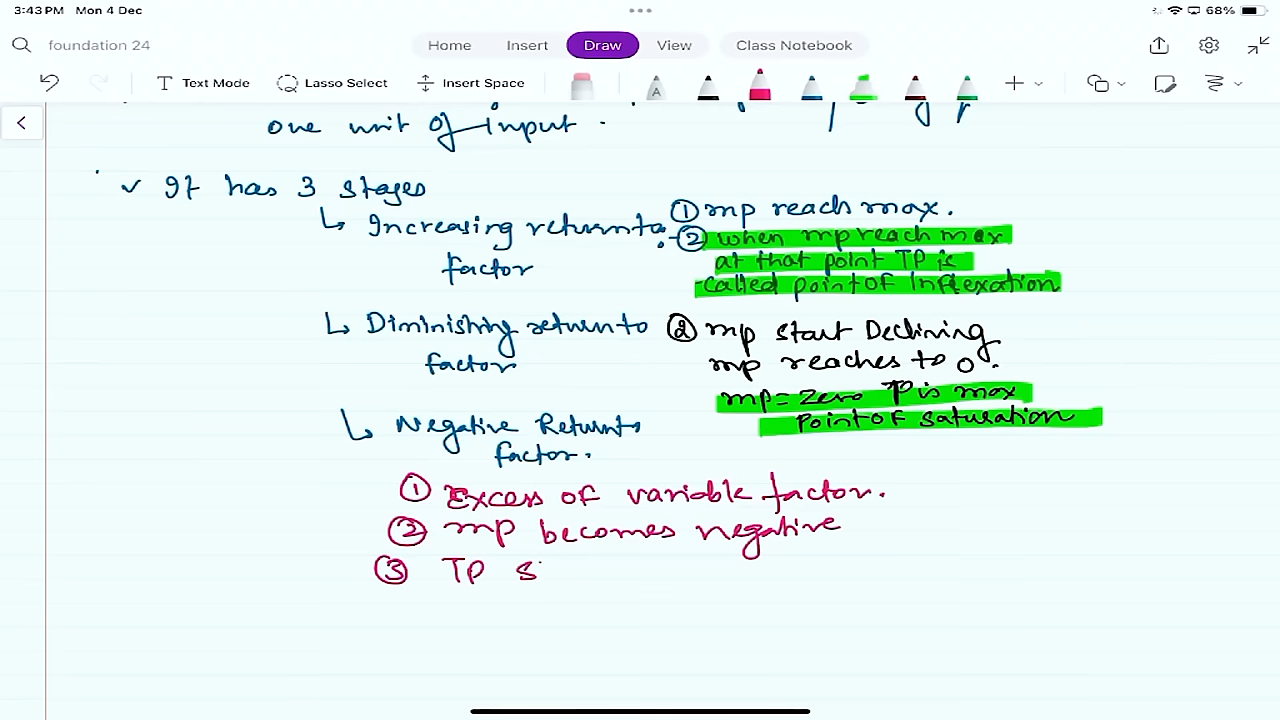 3:43 PM Mon 4 Dec
68%
foundation 24
Home Insert Draw View Class Notebook
Text Mode Lasso Select Insert Space
one unit of input.
✓ It has 3 stages
↳ Increasing return to factor
① mp reach max.
② when mp reach max
at that point TP is
called point of Inflexation
↳ Diminishing return to
factor
② mp start Declining
mp reaches to 0.
mp = zero TP is max
Point of saturation
↳ Negative Return to
factor.
① Excess of variable factor.
② mp becomes negative
③ TP s